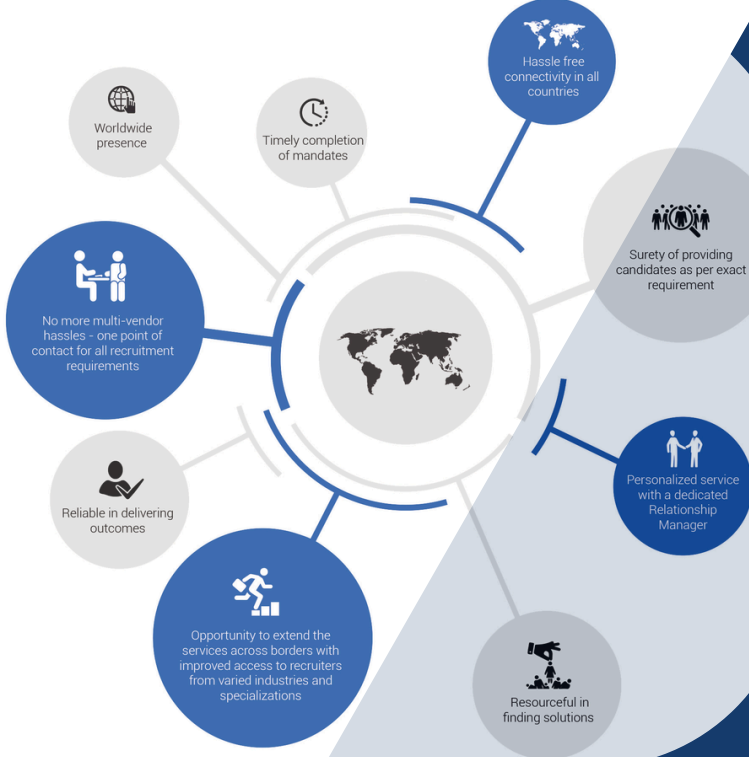 Hassle free
connectivity in all
countries
Worldwide
presence
Timely completion
of mandates
Surety of providing
candidates as per exact
requirement
No more multi-vendor
hassles - one point of
contact for all recruitment
requirements
Personalized service
with a dedicated
Relationship
Manager
Reliable in delivering
outcomes
Opportunity to extend the
services across borders with
improved access to recruiters
from varied industries and
specializations
Resourceful in
finding solutions